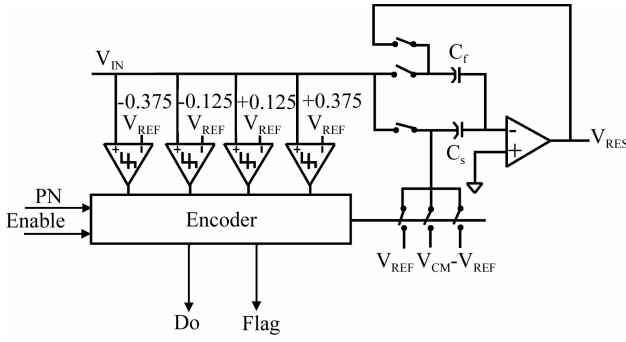 V_IN
C_f
-0.375 -0.125 +0.125 +0.375
V_REF V_REF V_REF V_REF
+ - + - + - + -
-
+
V_RES
C_s
PN
Enable
Encoder
V_REF V_CM -V_REF
Do Flag